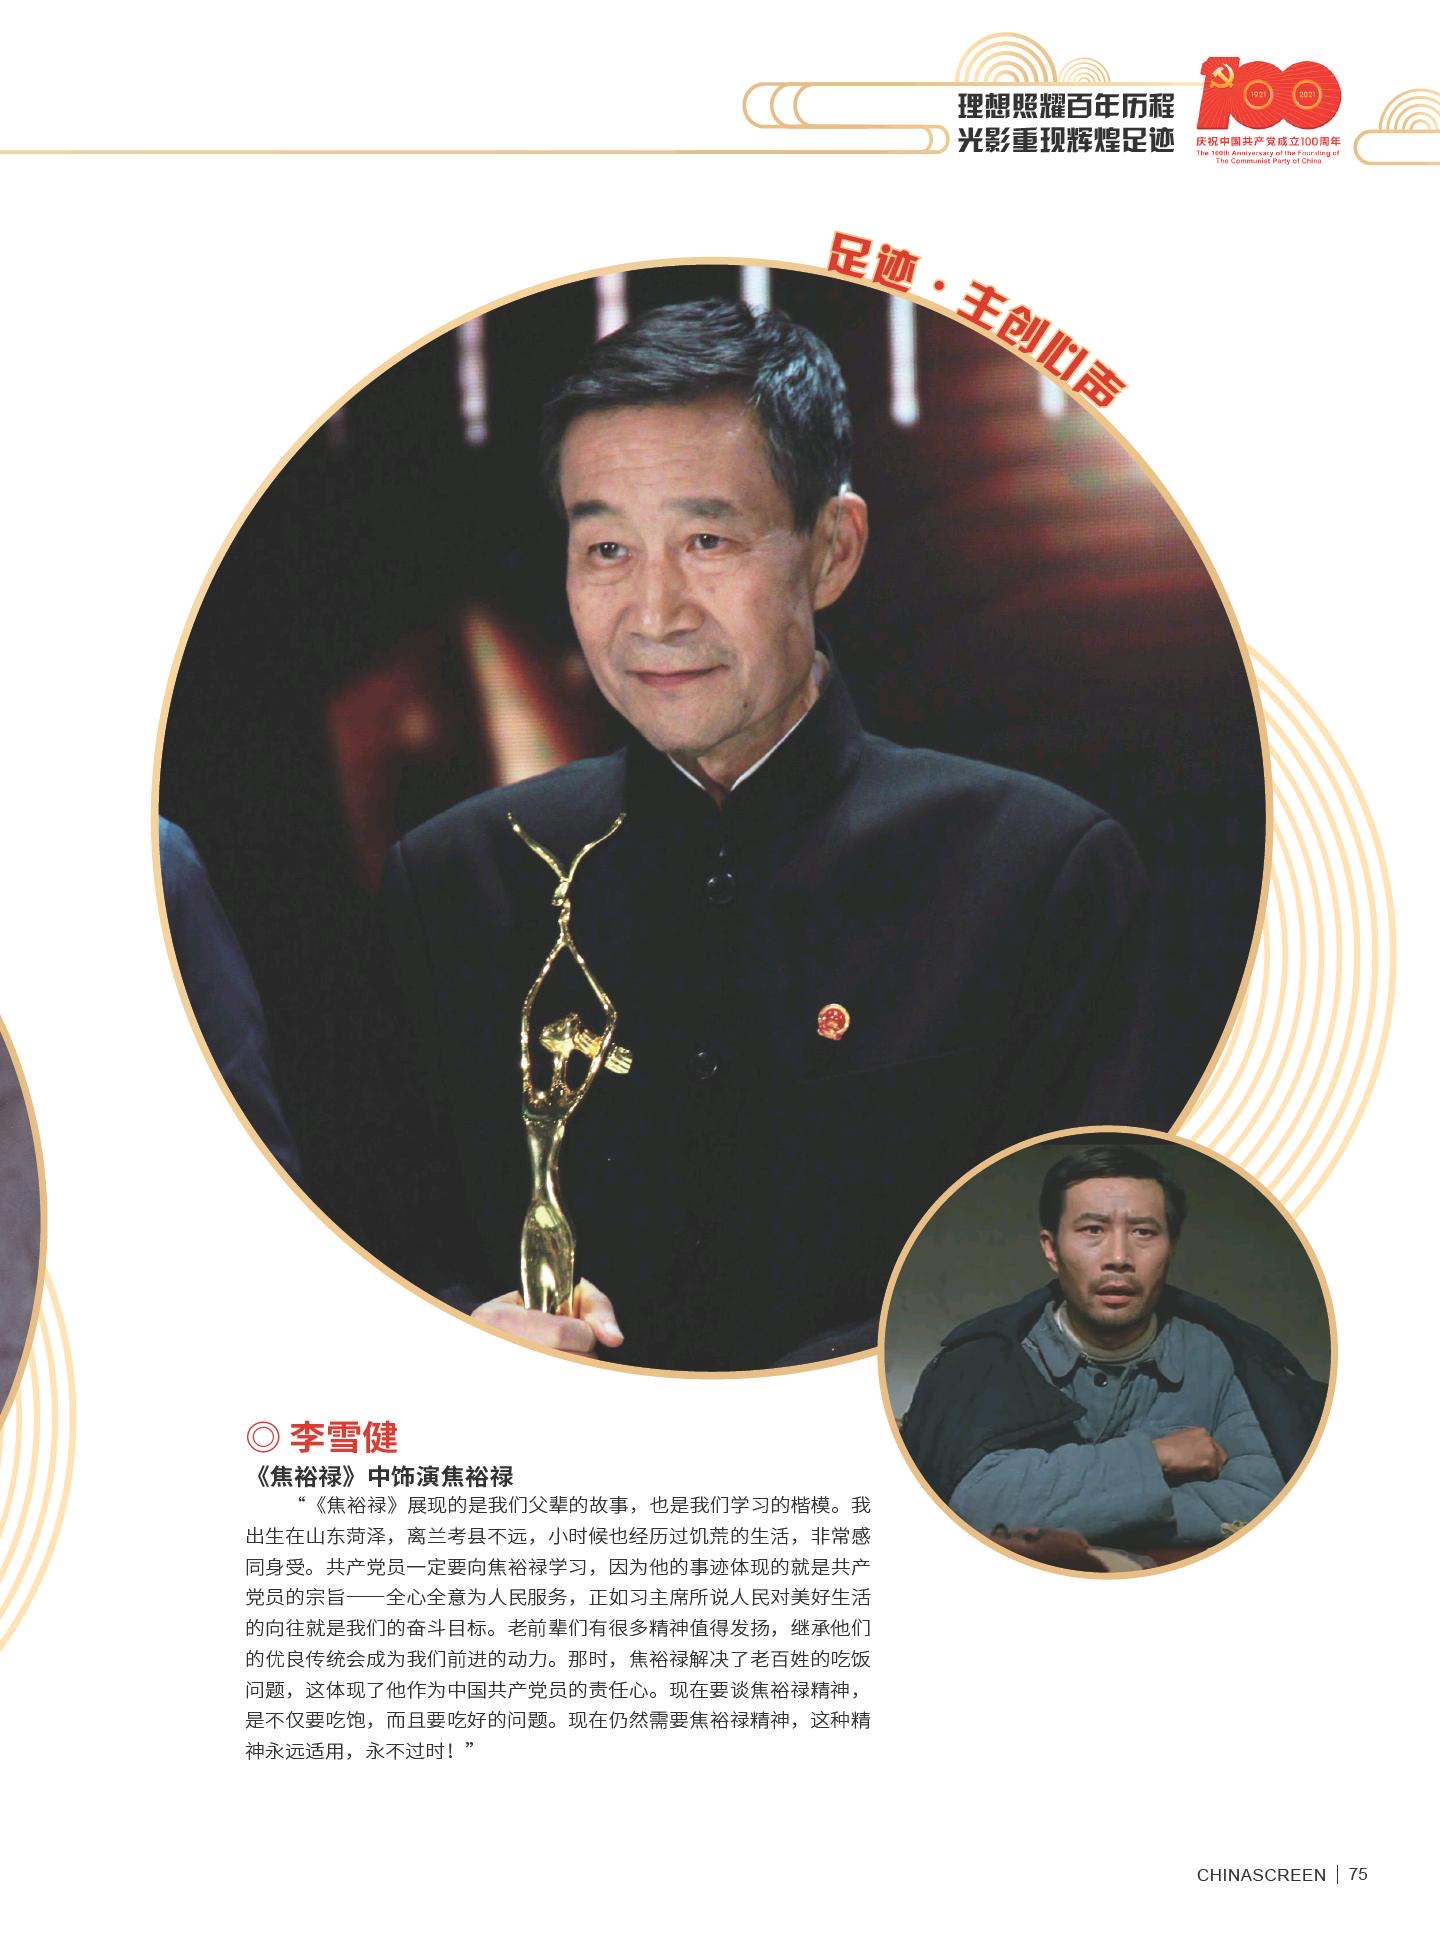 理想照耀百年历程
光影重现辉煌足迹
100
1921
2021
庆祝中国共产党成立100周年
The 100th Anniversary of the Founding of
The Communist Party of China
足迹·主创心声
◎ 李雪健
《焦裕禄》中饰演焦裕禄
“《焦裕禄》展现的是我们父辈的故事，也是我们学习的楷模。我
出生在山东菏泽，离兰考县不远，小时候也经历过饥荒的生活，非常感
同身受。共产党员一定要向焦裕禄学习，因为他的事迹体现的就是共产
党员的宗旨——全心全意为人民服务，正如习主席所说人民对美好生活
的向往就是我们的奋斗目标。老前辈们有很多精神值得发扬，继承他们
的优良传统会成为我们前进的动力。那时，焦裕禄解决了老百姓的吃饭
问题，这体现了他作为中国共产党员的责任心。现在要谈焦裕禄精神，
是不仅要吃饱，而且要吃好的问题。现在仍然需要焦裕禄精神，这种精
神永远适用，永不过时！”
CHINASCREEN | 75